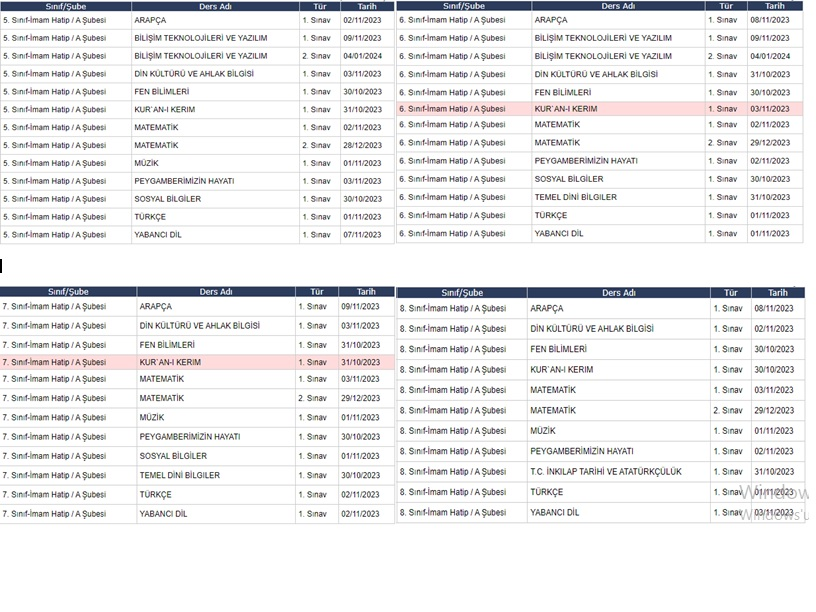 Sınıf/Şube Ders Adı Tür Tarih
5. Sınıf-İmam Hatip / A Şubesi ARAPÇA 1. Sınav 02/11/2023
5. Sınıf-İmam Hatip / A Şubesi BİLİŞİM TEKNOLOJİLERİ VE YAZILIM 1. Sınav 09/11/2023
5. Sınıf-İmam Hatip / A Şubesi BİLİŞİM TEKNOLOJİLERİ VE YAZILIM 2. Sınav 04/01/2024
5. Sınıf-İmam Hatip / A Şubesi DİN KÜLTÜRÜ VE AHLAK BİLGİSİ 1. Sınav 03/11/2023
5. Sınıf-İmam Hatip / A Şubesi FEN BİLİMLERİ 1. Sınav 30/10/2023
5. Sınıf-İmam Hatip / A Şubesi KUR`AN-I KERIM 1. Sınav 31/10/2023
5. Sınıf-İmam Hatip / A Şubesi MATEMATİK 1. Sınav 02/11/2023
5. Sınıf-İmam Hatip / A Şubesi MATEMATİK 2. Sınav 28/12/2023
5. Sınıf-İmam Hatip / A Şubesi MÜZİK 1. Sınav 01/11/2023
5. Sınıf-İmam Hatip / A Şubesi PEYGAMBERİMİZİN HAYATI 1. Sınav 03/11/2023
5. Sınıf-İmam Hatip / A Şubesi SOSYAL BİLGİLER 1. Sınav 30/10/2023
5. Sınıf-İmam Hatip / A Şubesi TÜRKÇE 1. Sınav 01/11/2023
5. Sınıf-İmam Hatip / A Şubesi YABANCI DİL 1. Sınav 07/11/2023
Sınıf/Şube Ders Adı Tür Tarih
6. Sınıf-İmam Hatip / A Şubesi ARAPÇA 1. Sınav 08/11/2023
6. Sınıf-İmam Hatip / A Şubesi BİLİŞİM TEKNOLOJİLERİ VE YAZILIM 1. Sınav 09/11/2023
6. Sınıf-İmam Hatip / A Şubesi BİLİŞİM TEKNOLOJİLERİ VE YAZILIM 2. Sınav 04/01/2024
6. Sınıf-İmam Hatip / A Şubesi DİN KÜLTÜRÜ VE AHLAK BİLGİSİ 1. Sınav 31/10/2023
6. Sınıf-İmam Hatip / A Şubesi FEN BİLİMLERİ 1. Sınav 30/10/2023
6. Sınıf-İmam Hatip / A Şubesi KUR`AN-I KERIM 1. Sınav 03/11/2023
6. Sınıf-İmam Hatip / A Şubesi MATEMATİK 1. Sınav 02/11/2023
6. Sınıf-İmam Hatip / A Şubesi MATEMATİK 2. Sınav 29/12/2023
6. Sınıf-İmam Hatip / A Şubesi PEYGAMBERİMİZİN HAYATI 1. Sınav 02/11/2023
6. Sınıf-İmam Hatip / A Şubesi SOSYAL BİLGİLER 1. Sınav 30/10/2023
6. Sınıf-İmam Hatip / A Şubesi TEMEL DİNİ BİLGİLER 1. Sınav 31/10/2023
6. Sınıf-İmam Hatip / A Şubesi TÜRKÇE 1. Sınav 01/11/2023
6. Sınıf-İmam Hatip / A Şubesi YABANCI DİL 1. Sınav 01/11/2023
Sınıf/Şube Ders Adı Tür Tarih
7. Sınıf-İmam Hatip / A Şubesi ARAPÇA 1. Sınav 09/11/2023
7. Sınıf-İmam Hatip / A Şubesi DİN KÜLTÜRÜ VE AHLAK BİLGİSİ 1. Sınav 03/11/2023
7. Sınıf-İmam Hatip / A Şubesi FEN BİLİMLERİ 1. Sınav 31/10/2023
7. Sınıf-İmam Hatip / A Şubesi KUR`AN-I KERIM 1. Sınav 31/10/2023
7. Sınıf-İmam Hatip / A Şubesi MATEMATİK 1. Sınav 03/11/2023
7. Sınıf-İmam Hatip / A Şubesi MATEMATİK 2. Sınav 29/12/2023
7. Sınıf-İmam Hatip / A Şubesi MÜZİK 1. Sınav 01/11/2023
7. Sınıf-İmam Hatip / A Şubesi PEYGAMBERİMİZİN HAYATI 1. Sınav 30/10/2023
7. Sınıf-İmam Hatip / A Şubesi SOSYAL BİLGİLER 1. Sınav 01/11/2023
7. Sınıf-İmam Hatip / A Şubesi TEMEL DİNİ BİLGİLER 1. Sınav 30/10/2023
7. Sınıf-İmam Hatip / A Şubesi TÜRKÇE 1. Sınav 02/11/2023
7. Sınıf-İmam Hatip / A Şubesi YABANCI DİL 1. Sınav 02/11/2023
Sınıf/Şube Ders Adı Tür Tarih
8. Sınıf-İmam Hatip / A Şubesi ARAPÇA 1. Sınav 08/11/2023
8. Sınıf-İmam Hatip / A Şubesi DİN KÜLTÜRÜ VE AHLAK BİLGİSİ 1. Sınav 02/11/2023
8. Sınıf-İmam Hatip / A Şubesi FEN BİLİMLERİ 1. Sınav 30/10/2023
8. Sınıf-İmam Hatip / A Şubesi KUR`AN-I KERIM 1. Sınav 30/10/2023
8. Sınıf-İmam Hatip / A Şubesi MATEMATİK 1. Sınav 03/11/2023
8. Sınıf-İmam Hatip / A Şubesi MATEMATİK 2. Sınav 29/12/2023
8. Sınıf-İmam Hatip / A Şubesi MÜZİK 1. Sınav 01/11/2023
8. Sınıf-İmam Hatip / A Şubesi PEYGAMBERİMİZİN HAYATI 1. Sınav 02/11/2023
8. Sınıf-İmam Hatip / A Şubesi T.C. İNKILAP TARİHİ VE ATATÜRKÇÜLÜK 1. Sınav 31/10/2023
8. Sınıf-İmam Hatip / A Şubesi TÜRKÇE 1. Sınav 01/11/2023
8. Sınıf-İmam Hatip / A Şubesi YABANCI DİL 1. Sınav 03/11/2023
Window
Windows'u